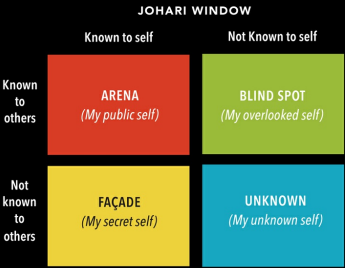 JOHARI WINDOW
Known to self
Not Known to self
Known
to
others
ARENA
(My public self)
BLIND SPOT
(My overlooked self)
Not
known
to
others
FAÇADE
(My secret self)
UNKNOWN
(My unknown self)